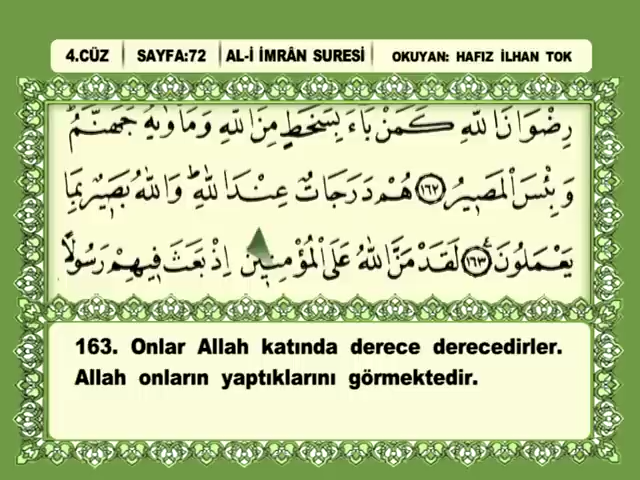 4.CÜZ SAYFA:72 AL-İ İMRÂN SURESİ OKUYAN: HAFIZ İLHAN TOK
رِضْوَانَ اللّٰهِ كَمَنْ بَٓاءَ بِسَخَطٍ مِنَ اللّٰهِ وَمَأْوٰيهُ جَهَنَّمُۜ
وَبِئْسَ الْمَصٖيرُ ﴿١٦٢﴾ هُمْ دَرَجَاتٌ عِنْدَ اللّٰهِۜ وَاللّٰهُ بَصٖيرٌ بِمَا
يَعْمَلُونَ ﴿١٦٣﴾ لَقَدْ مَنَّ اللّٰهُ عَلَى الْمُؤْمِنٖينَ اِذْ بَعَثَ فٖيهِمْ رَسُولًا
163. Onlar Allah katında derece derecedirler.
Allah onların yaptıklarını görmektedir.